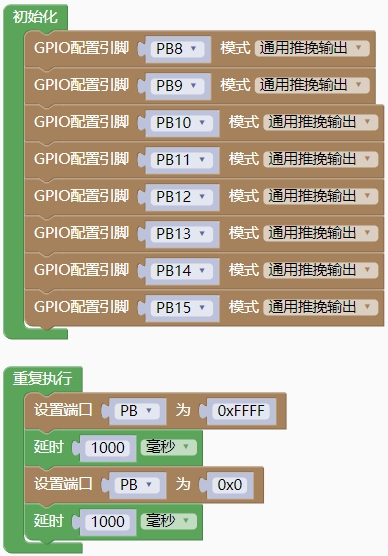 初始化
GPIO配置引脚 PB8 模式 通用推挽输出
GPIO配置引脚 PB9 模式 通用推挽输出
GPIO配置引脚 PB10 模式 通用推挽输出
GPIO配置引脚 PB11 模式 通用推挽输出
GPIO配置引脚 PB12 模式 通用推挽输出
GPIO配置引脚 PB13 模式 通用推挽输出
GPIO配置引脚 PB14 模式 通用推挽输出
GPIO配置引脚 PB15 模式 通用推挽输出
重复执行
设置端口 PB 为 0xFFFF
延时 1000 毫秒
设置端口 PB 为 0x0
延时 1000 毫秒